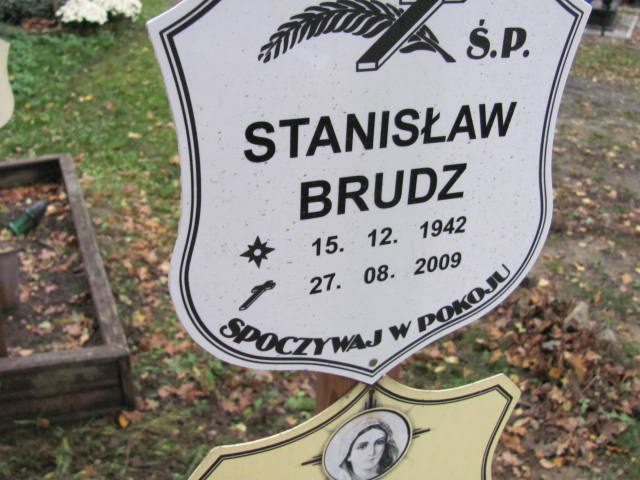 Ś.P.
STANISŁAW
BRUDZ
15. 12. 1942
27. 08. 2009
SPOCZYWAJ W POKOJU